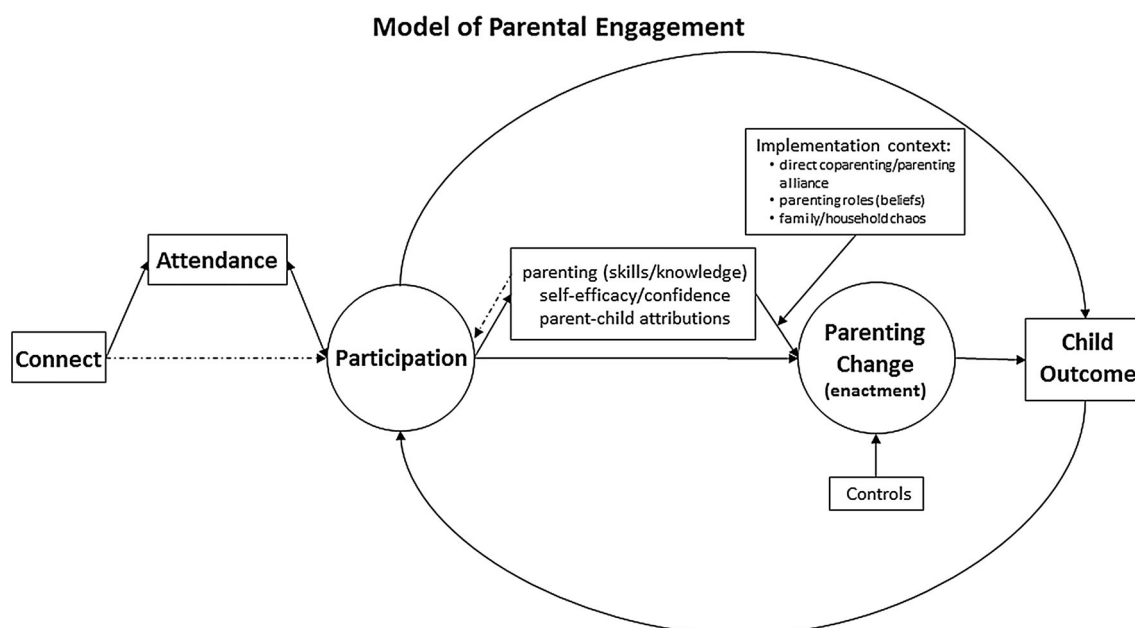 Model of Parental Engagement
Implementation context:
• direct coparenting/parenting
alliance
• parenting roles (beliefs)
• family/household chaos
Attendance
parenting (skills/knowledge)
self-efficacy/confidence
parent-child attributions
Connect
Participation
Parenting
Change
(enactment)
Child
Outcome
Controls